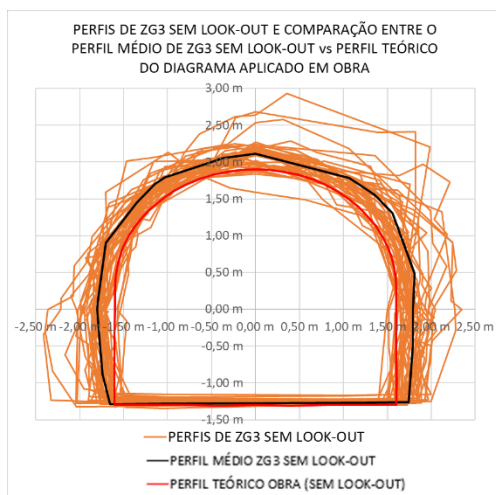 PERFIS DE ZG3 SEM LOOK-OUT E COMPARAÇÃO ENTRE O
PERFIL MÉDIO DE ZG3 SEM LOOK-OUT vs PERFIL TEÓRICO
DO DIAGRAMA APLICADO EM OBRA
3,00 m
2,50 m
2,00 m
1,50 m
1,00 m
0,50 m
0,00 m
-2,50 m -2,00 m -1,50 m -1,00 m -0,50 m 0,00 m 0,50 m 1,00 m 1,50 m 2,00 m 2,50 m
-0,50 m
-1,00 m
-1,50 m
PERFIS DE ZG3 SEM LOOK-OUT
PERFIL MÉDIO ZG3 SEM LOOK-OUT
PERFIL TEÓRICO OBRA (SEM LOOK-OUT)